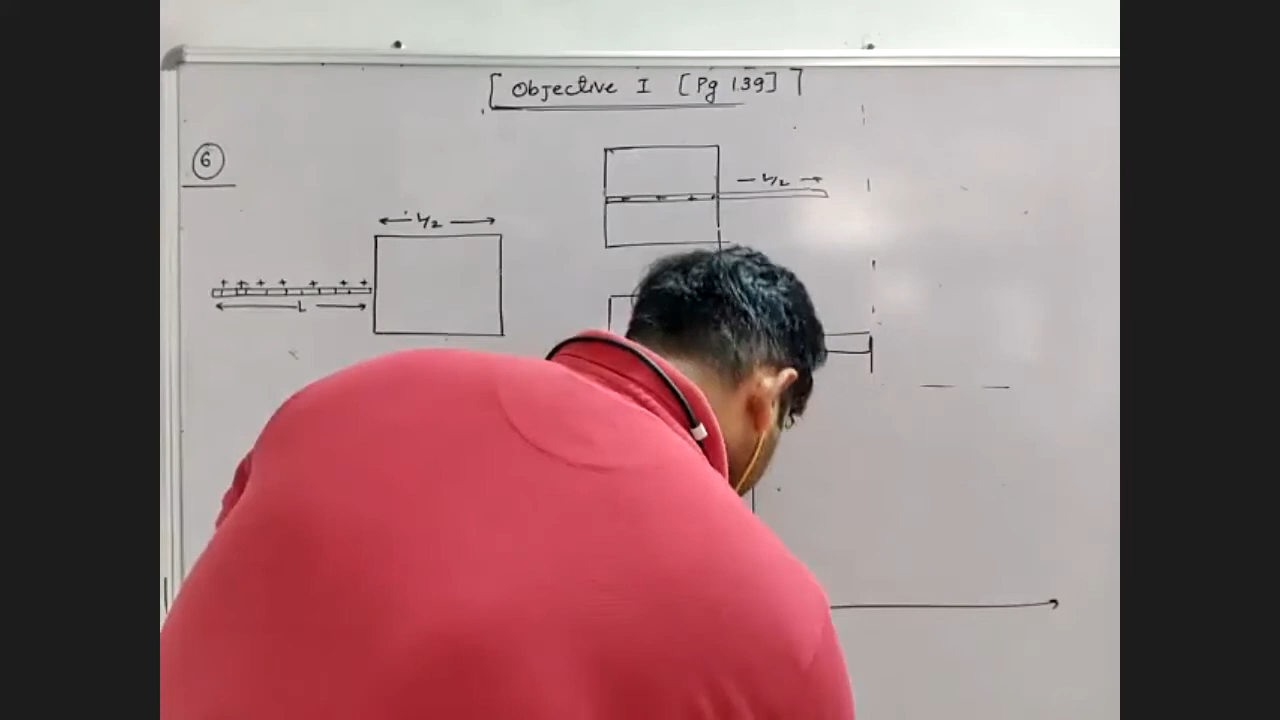 [ Objective I [Pg 139] ]
6
L/2
L/2
+ + + + + + +
L